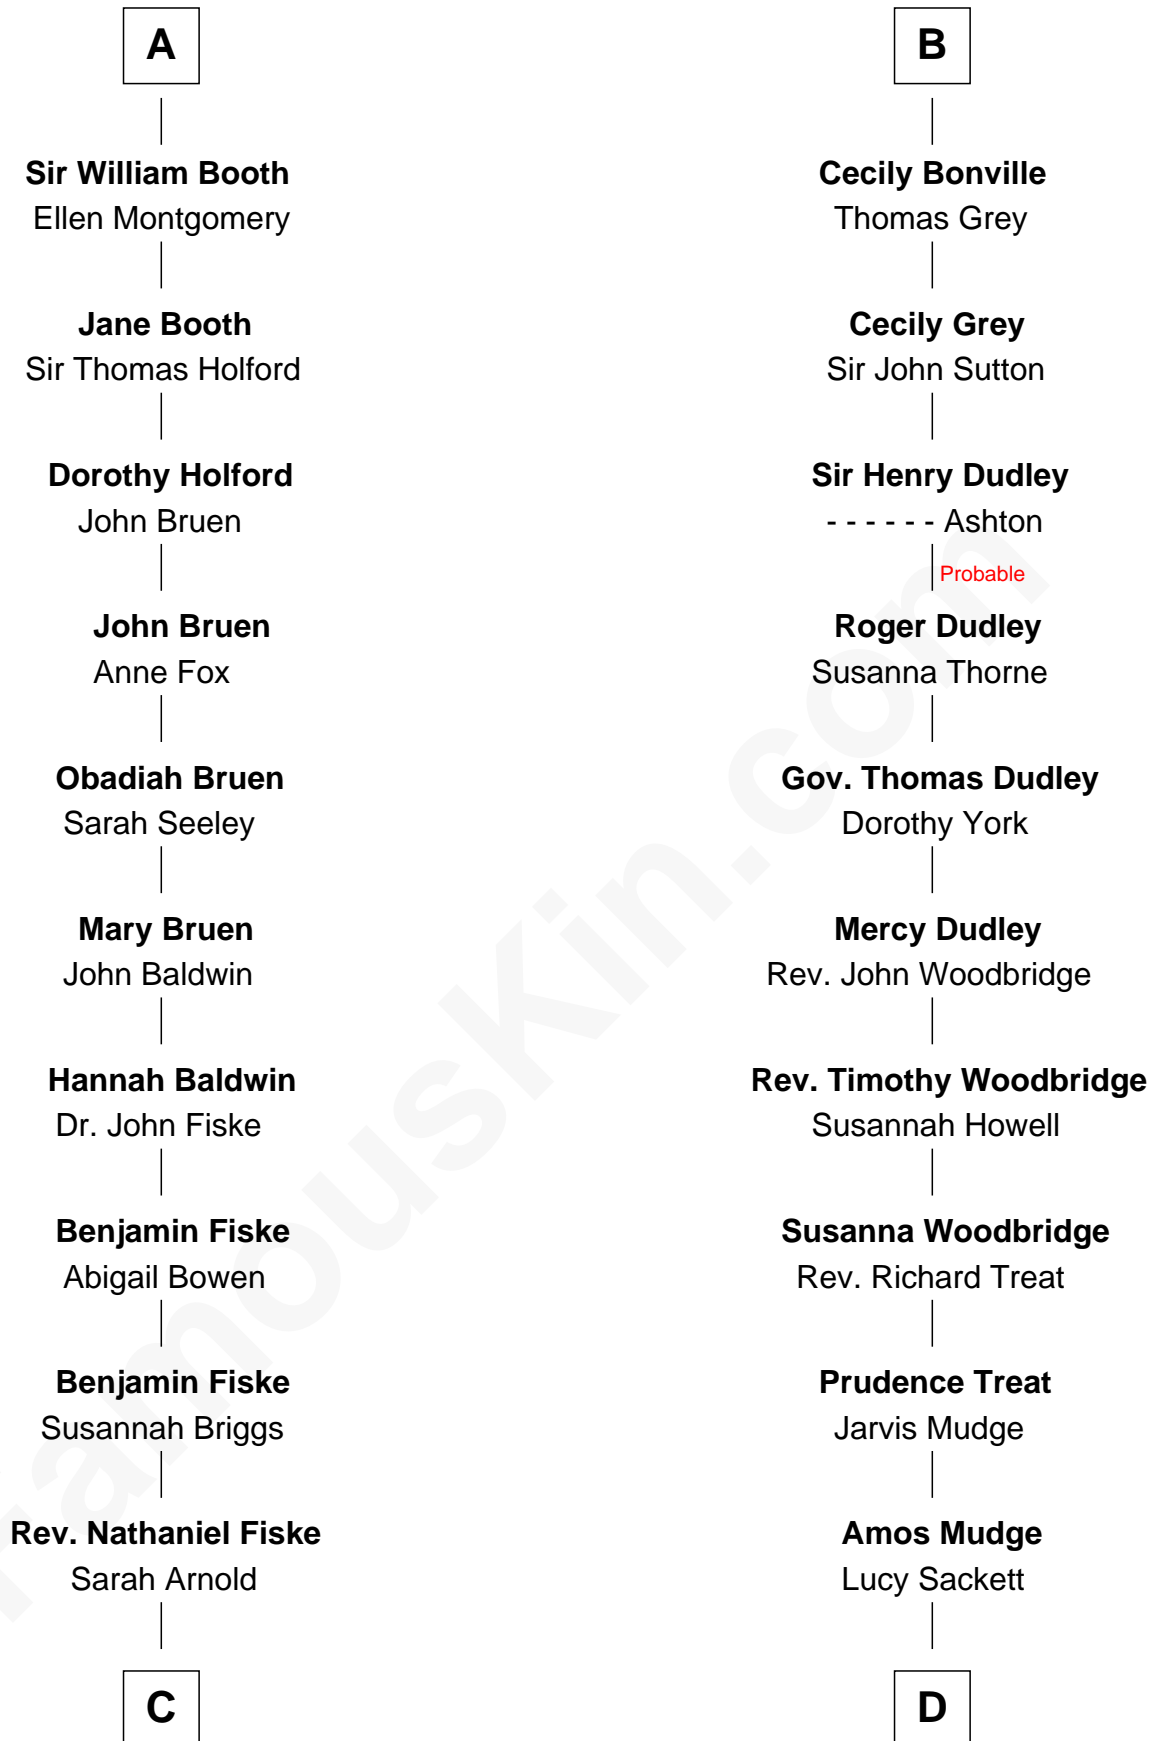 A
Sir William Booth
Ellen Montgomery
Jane Booth
Sir Thomas Holford
Dorothy Holford
John Bruen
John Bruen
Anne Fox
Obadiah Bruen
Sarah Seeley
Mary Bruen
John Baldwin
Hannah Baldwin
Dr. John Fiske
Benjamin Fiske
Abigail Bowen
Benjamin Fiske
Susannah Briggs
Rev. Nathaniel Fiske
Sarah Arnold
C
B
Cecily Bonville
Thomas Grey
Cecily Grey
Sir John Sutton
Sir Henry Dudley
- - - - - - Ashton
Probable
Roger Dudley
Susanna Thorne
Gov. Thomas Dudley
Dorothy York
Mercy Dudley
Rev. John Woodbridge
Rev. Timothy Woodbridge
Susannah Howell
Susanna Woodbridge
Rev. Richard Treat
Prudence Treat
Jarvis Mudge
Amos Mudge
Lucy Sackett
D
FamousKin.com